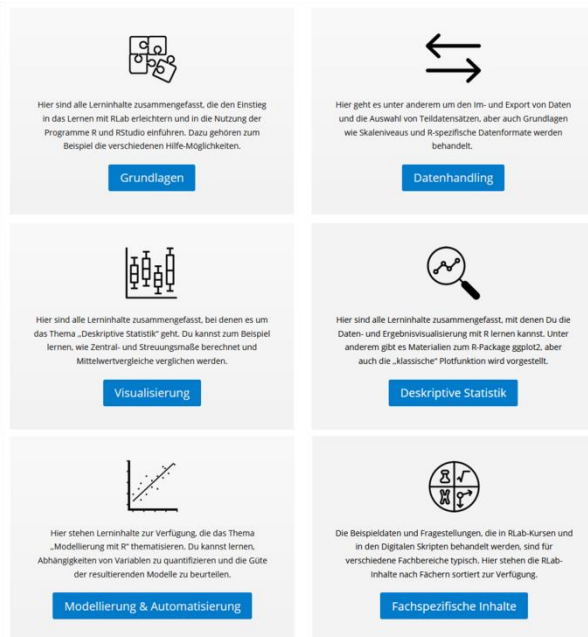 Hier sind alle Lerninhalte zusammengefasst, die den Einstieg
in das Lernen mit RLab erleichtern und in die Nutzung der
Programme R und RStudio einführen. Dazu gehören zum
Beispiel die verschiedenen Hilfe-Möglichkeiten.
Grundlagen
Hier geht es unter anderem um den Im- und Export von Daten
und die Auswahl von Teildatensätzen, aber auch Grundlagen
wie Skaleniveaus und R-spezifische Datenformate werden
behandelt.
Datenhandling
Hier sind alle Lerninhalte zusammengefasst, bei denen es um
das Thema „Deskriptive Statistik“ geht. Du kannst zum Beispiel
lernen, wie Zentral- und Streuungsmaße berechnet und
Mittelwertvergleiche verglichen werden.
Visualisierung
Hier sind alle Lerninhalte zusammengefasst, mit denen Du die
Daten- und Ergebnisvisualisierung mit R lernen kannst. Unter
anderem gibt es Materialien zum R-Package ggplot2, aber
auch die „klassische“ Plotfunktion wird vorgestellt.
Deskriptive Statistik
Hier stehen Lerninhalte zur Verfügung, die das Thema
„Modellierung mit R“ thematisieren. Du kannst lernen,
Abhängigkeiten von Variablen zu quantifizieren und die Güte
der resultierenden Modelle zu beurteilen.
Modellierung & Automatisierung
Die Beispieldaten und Fragestellungen, die in RLab-Kursen und
in den Digitalen Skripten behandelt werden, sind für
verschiedene Fachbereiche typisch. Hier stehen die RLab-
Inhalte nach Fächern sortiert zur Verfügung.
Fachspezifische Inhalte